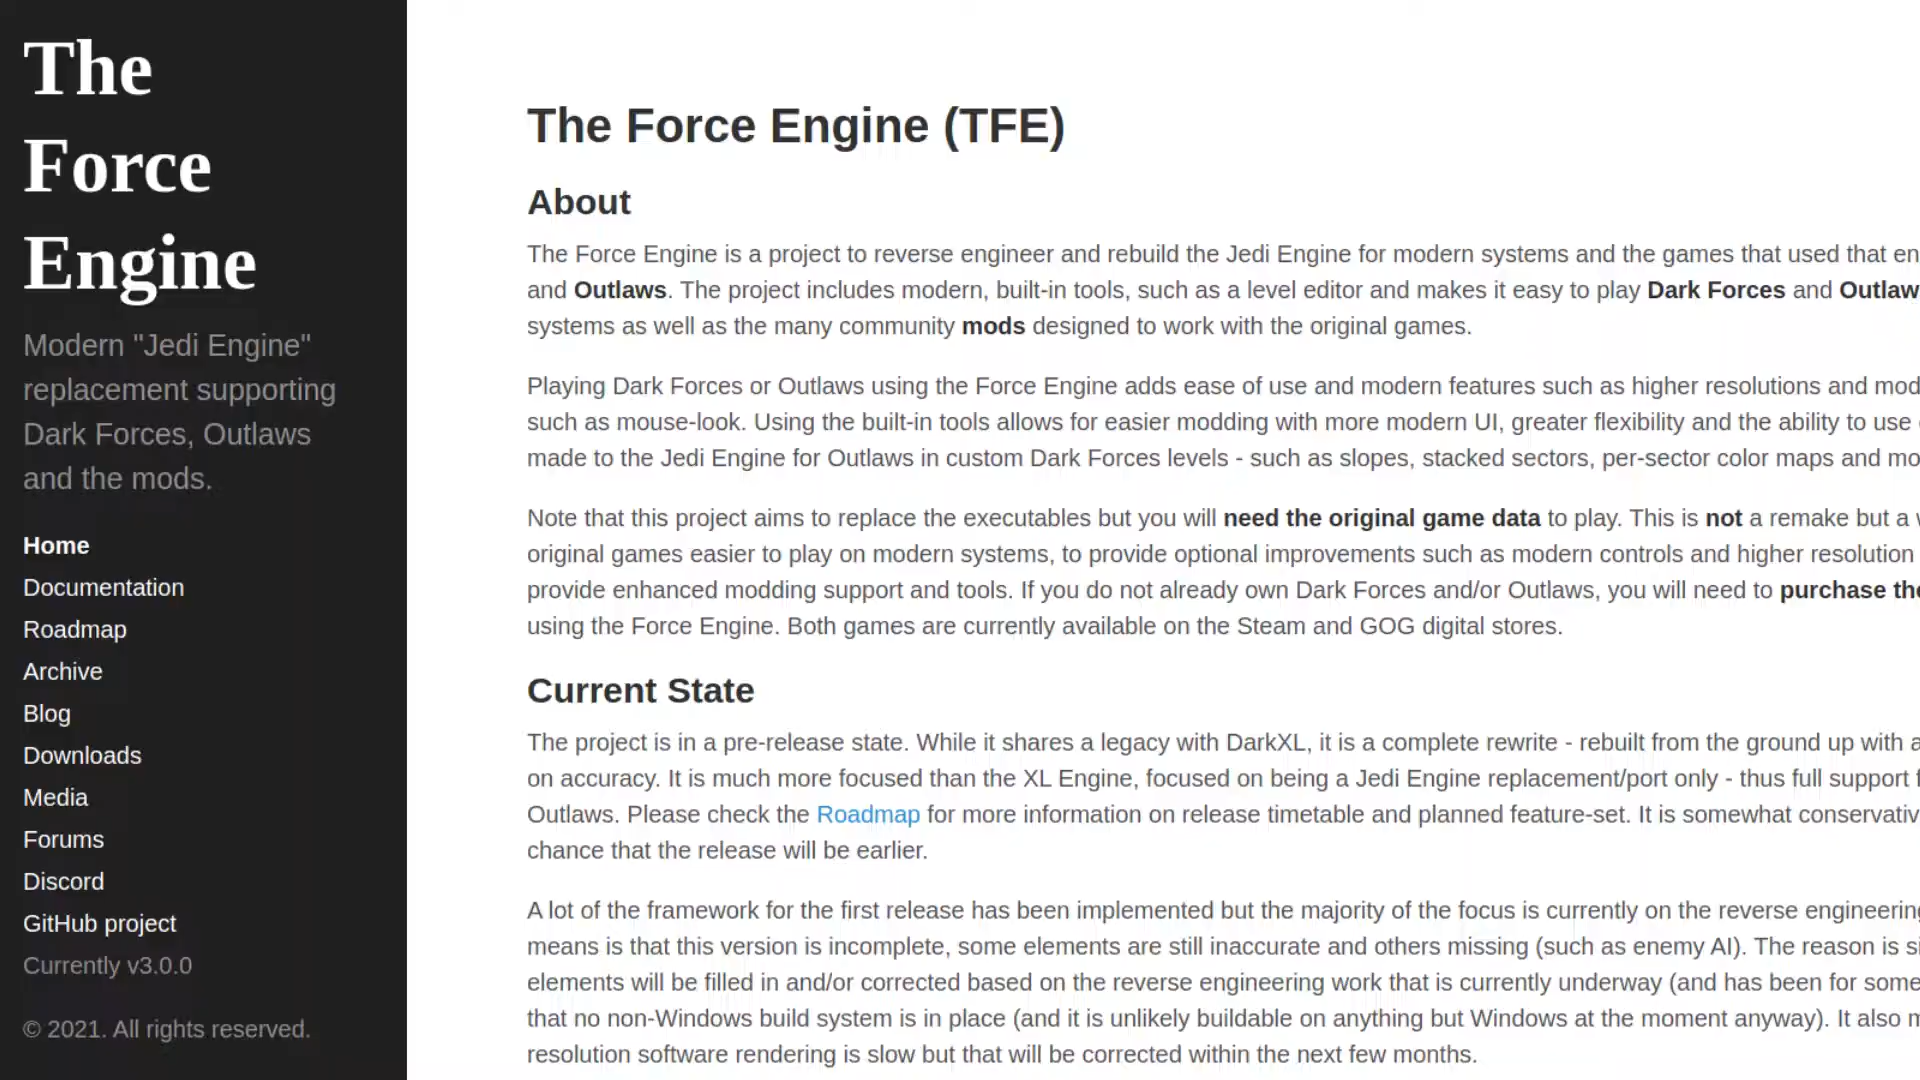 The
Force
Engine
Modern "Jedi Engine"
replacement supporting
Dark Forces, Outlaws
and the mods.
Home
Documentation
Roadmap
Archive
Blog
Downloads
Media
Forums
Discord
GitHub project
Currently v3.0.0
© 2021. All rights reserved.
The Force Engine (TFE)
About
The Force Engine is a project to reverse engineer and rebuild the Jedi Engine for modern systems and the games that used that en
and Outlaws. The project includes modern, built-in tools, such as a level editor and makes it easy to play Dark Forces and Outlaw
systems as well as the many community mods designed to work with the original games.
Playing Dark Forces or Outlaws using the Force Engine adds ease of use and modern features such as higher resolutions and mod
such as mouse-look. Using the built-in tools allows for easier modding with more modern UI, greater flexibility and the ability to use
made to the Jedi Engine for Outlaws in custom Dark Forces levels - such as slopes, stacked sectors, per-sector color maps and mo
Note that this project aims to replace the executables but you will need the original game data to play. This is not a remake but a
original games easier to play on modern systems, to provide optional improvements such as modern controls and higher resolution
provide enhanced modding support and tools. If you do not already own Dark Forces and/or Outlaws, you will need to purchase the
using the Force Engine. Both games are currently available on the Steam and GOG digital stores.
Current State
The project is in a pre-release state. While it shares a legacy with DarkXL, it is a complete rewrite - rebuilt from the ground up with a
on accuracy. It is much more focused than the XL Engine, focused on being a Jedi Engine replacement/port only - thus full support f
Outlaws. Please check the Roadmap for more information on release timetable and planned feature-set. It is somewhat conservativ
chance that the release will be earlier.
A lot of the framework for the first release has been implemented but the majority of the focus is currently on the reverse engineering
means is that this version is incomplete, some elements are still inaccurate and others missing (such as enemy AI). The reason is si
elements will be filled in and/or corrected based on the reverse engineering work that is currently underway (and has been for some
that no non-Windows build system is in place (and it is unlikely buildable on anything but Windows at the moment anyway). It also m
resolution software rendering is slow but that will be corrected within the next few months.